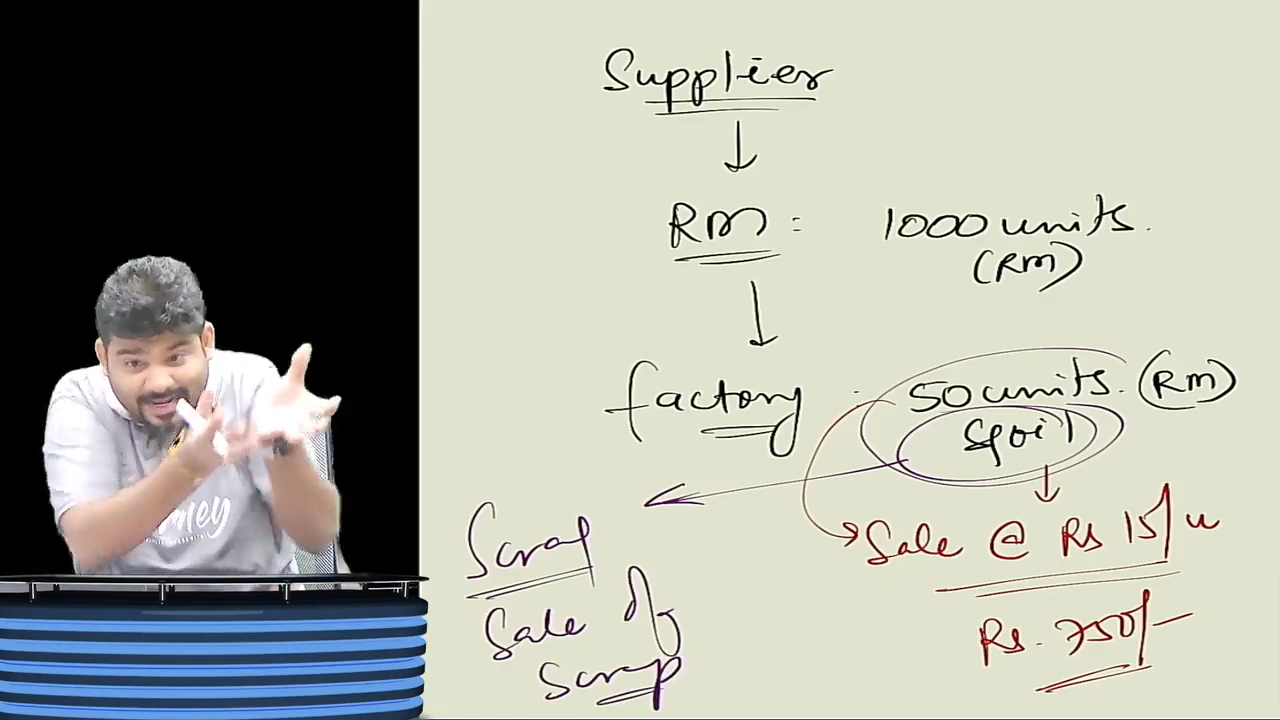 Supplier
RM : 1000 units.
(RM)
factory : 50 units. (RM)
spoil
Sale @ Rs 15/u
Rs. 750/-
Scrap
Sale of
Scrap